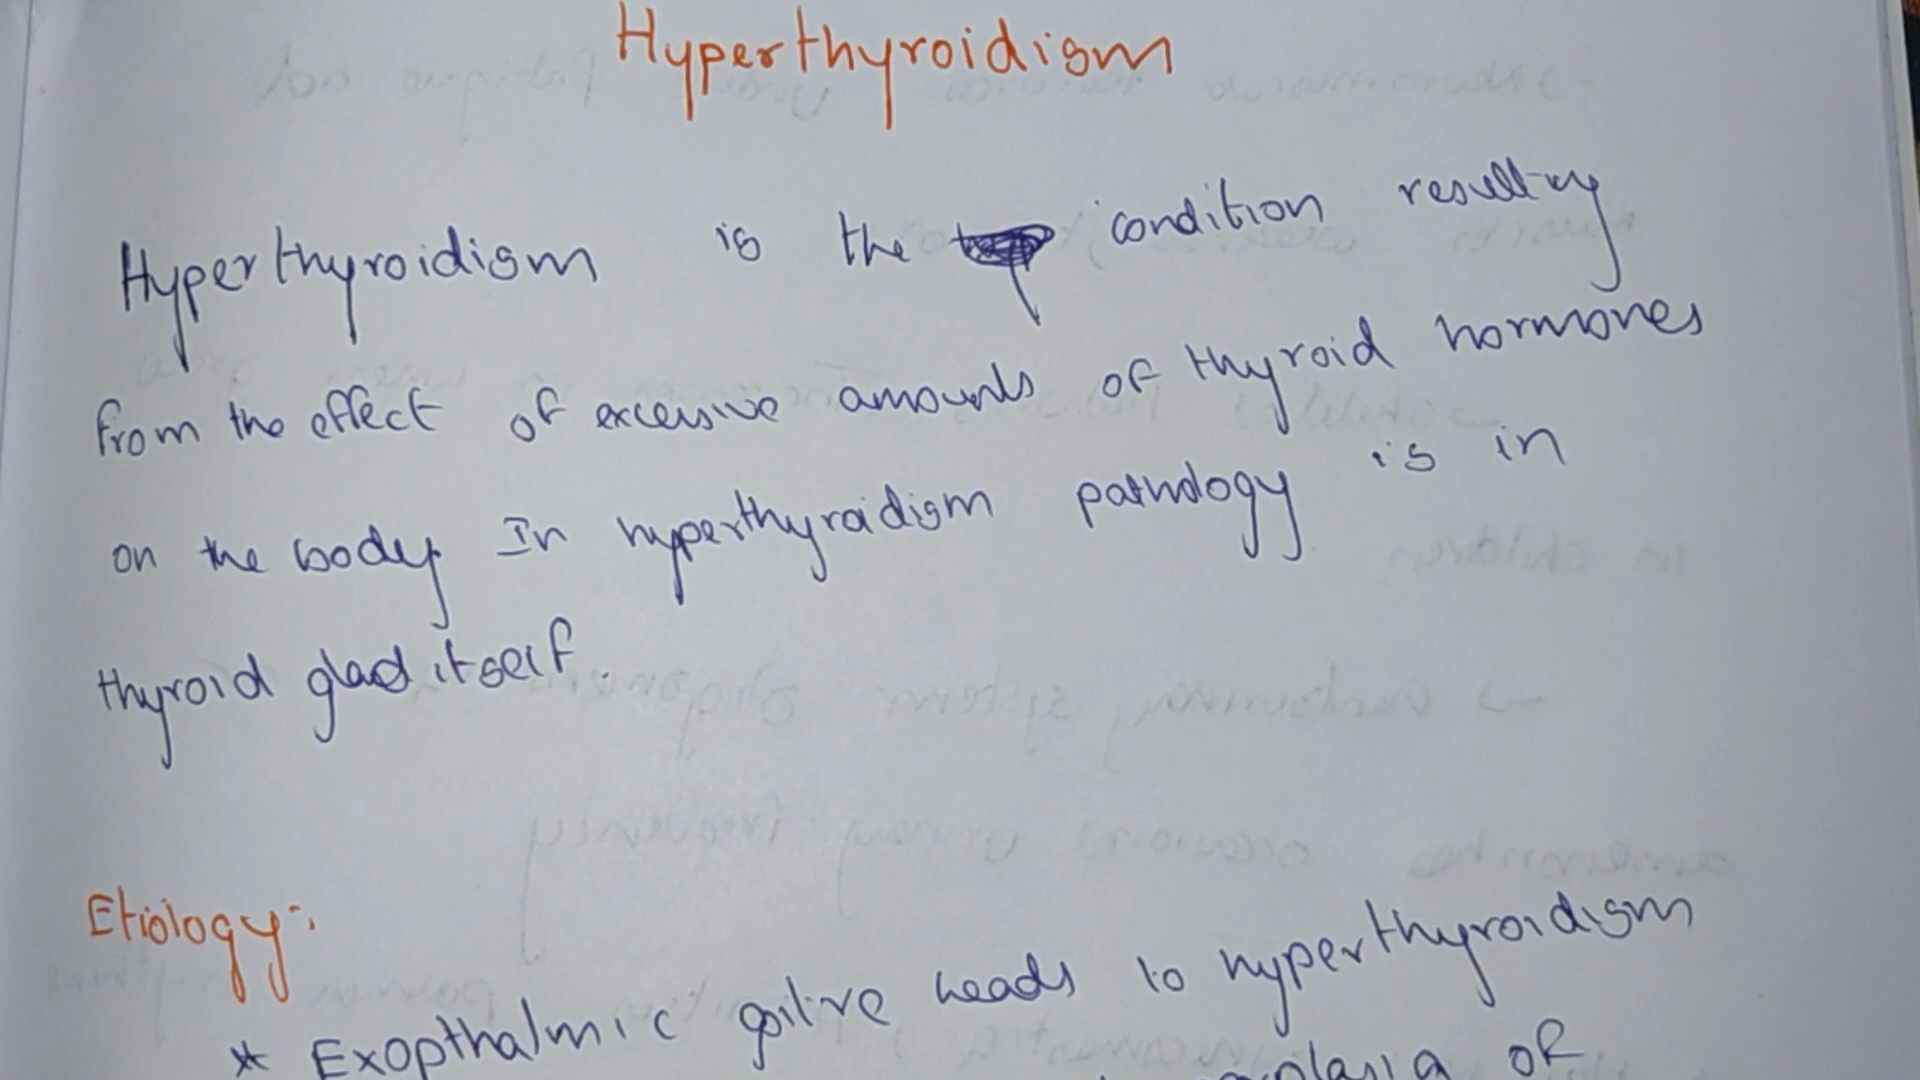 Hyperthyroidism
Hyperthyroidism is the condition resulting
from the effect of excessive amounts of thyroid hormones
on the body In hyperthyroidism pathology is in
thyroid glad itself.
Etiology:-
* Exopthalmic goitre leads to hyperthyroidism
OR